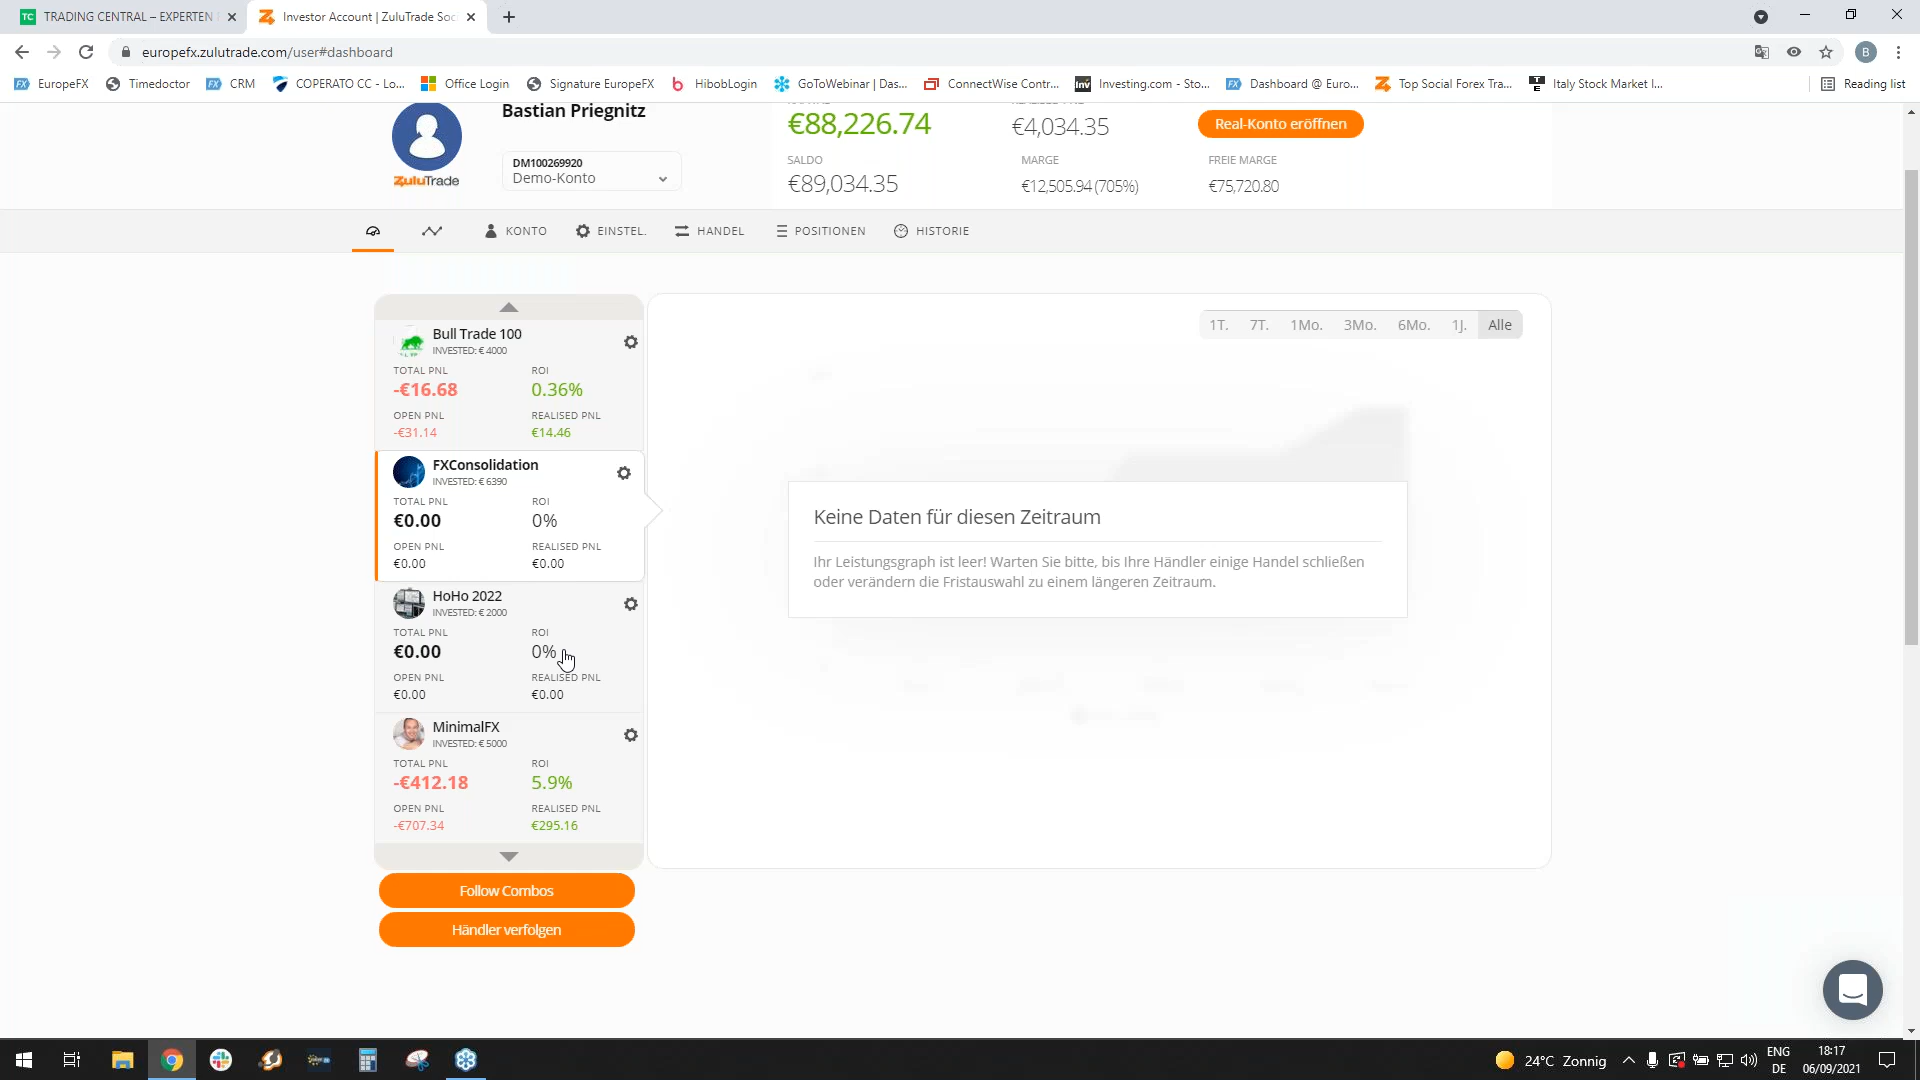 TRADING CENTRAL – EXPERTEN
Investor Account | ZuluTrade Soc
europefx.zulutrade.com/user#dashboard
B
EuropeFX
Timedoctor
CRM
COPERATO CC - Lo...
Office Login
Signature EuropeFX
HibobLogin
GoToWebinar | Das...
ConnectWise Contr...
Investing.com - Sto...
Dashboard @ Euro...
Top Social Forex Tra...
Italy Stock Market I...
Reading list
Bastian Priegnitz
ZuluTrade
DM100269920
Demo-Konto
€88,226.74
€4,034.35
Real-Konto eröffnen
SALDO
MARGE
FREIE MARGE
€89,034.35
€12,505.94 (705%)
€75,720.80
KONTO
EINSTEL.
HANDEL
POSITIONEN
HISTORIE
Bull Trade 100
INVESTED: € 4000
TOTAL PNL
ROI
-€16.68
0.36%
OPEN PNL
REALISED PNL
-€31.14
€14.46
FXConsolidation
INVESTED: € 6390
TOTAL PNL
ROI
€0.00
0%
OPEN PNL
REALISED PNL
€0.00
€0.00
HoHo 2022
INVESTED: € 2000
TOTAL PNL
ROI
€0.00
0%
OPEN PNL
REALISED PNL
€0.00
€0.00
MinimalFX
INVESTED: € 5000
TOTAL PNL
ROI
-€412.18
5.9%
OPEN PNL
REALISED PNL
-€707.34
€295.16
Follow Combos
Händler verfolgen
1T. 7T. 1Mo. 3Mo. 6Mo. 1J. Alle
Keine Daten für diesen Zeitraum
Ihr Leistungsgraph ist leer! Warten Sie bitte, bis Ihre Händler einige Handel schließen
oder verändern die Fristauswahl zu einem längeren Zeitraum.
24°C Zonnig
ENG
DE
18:17
06/09/2021